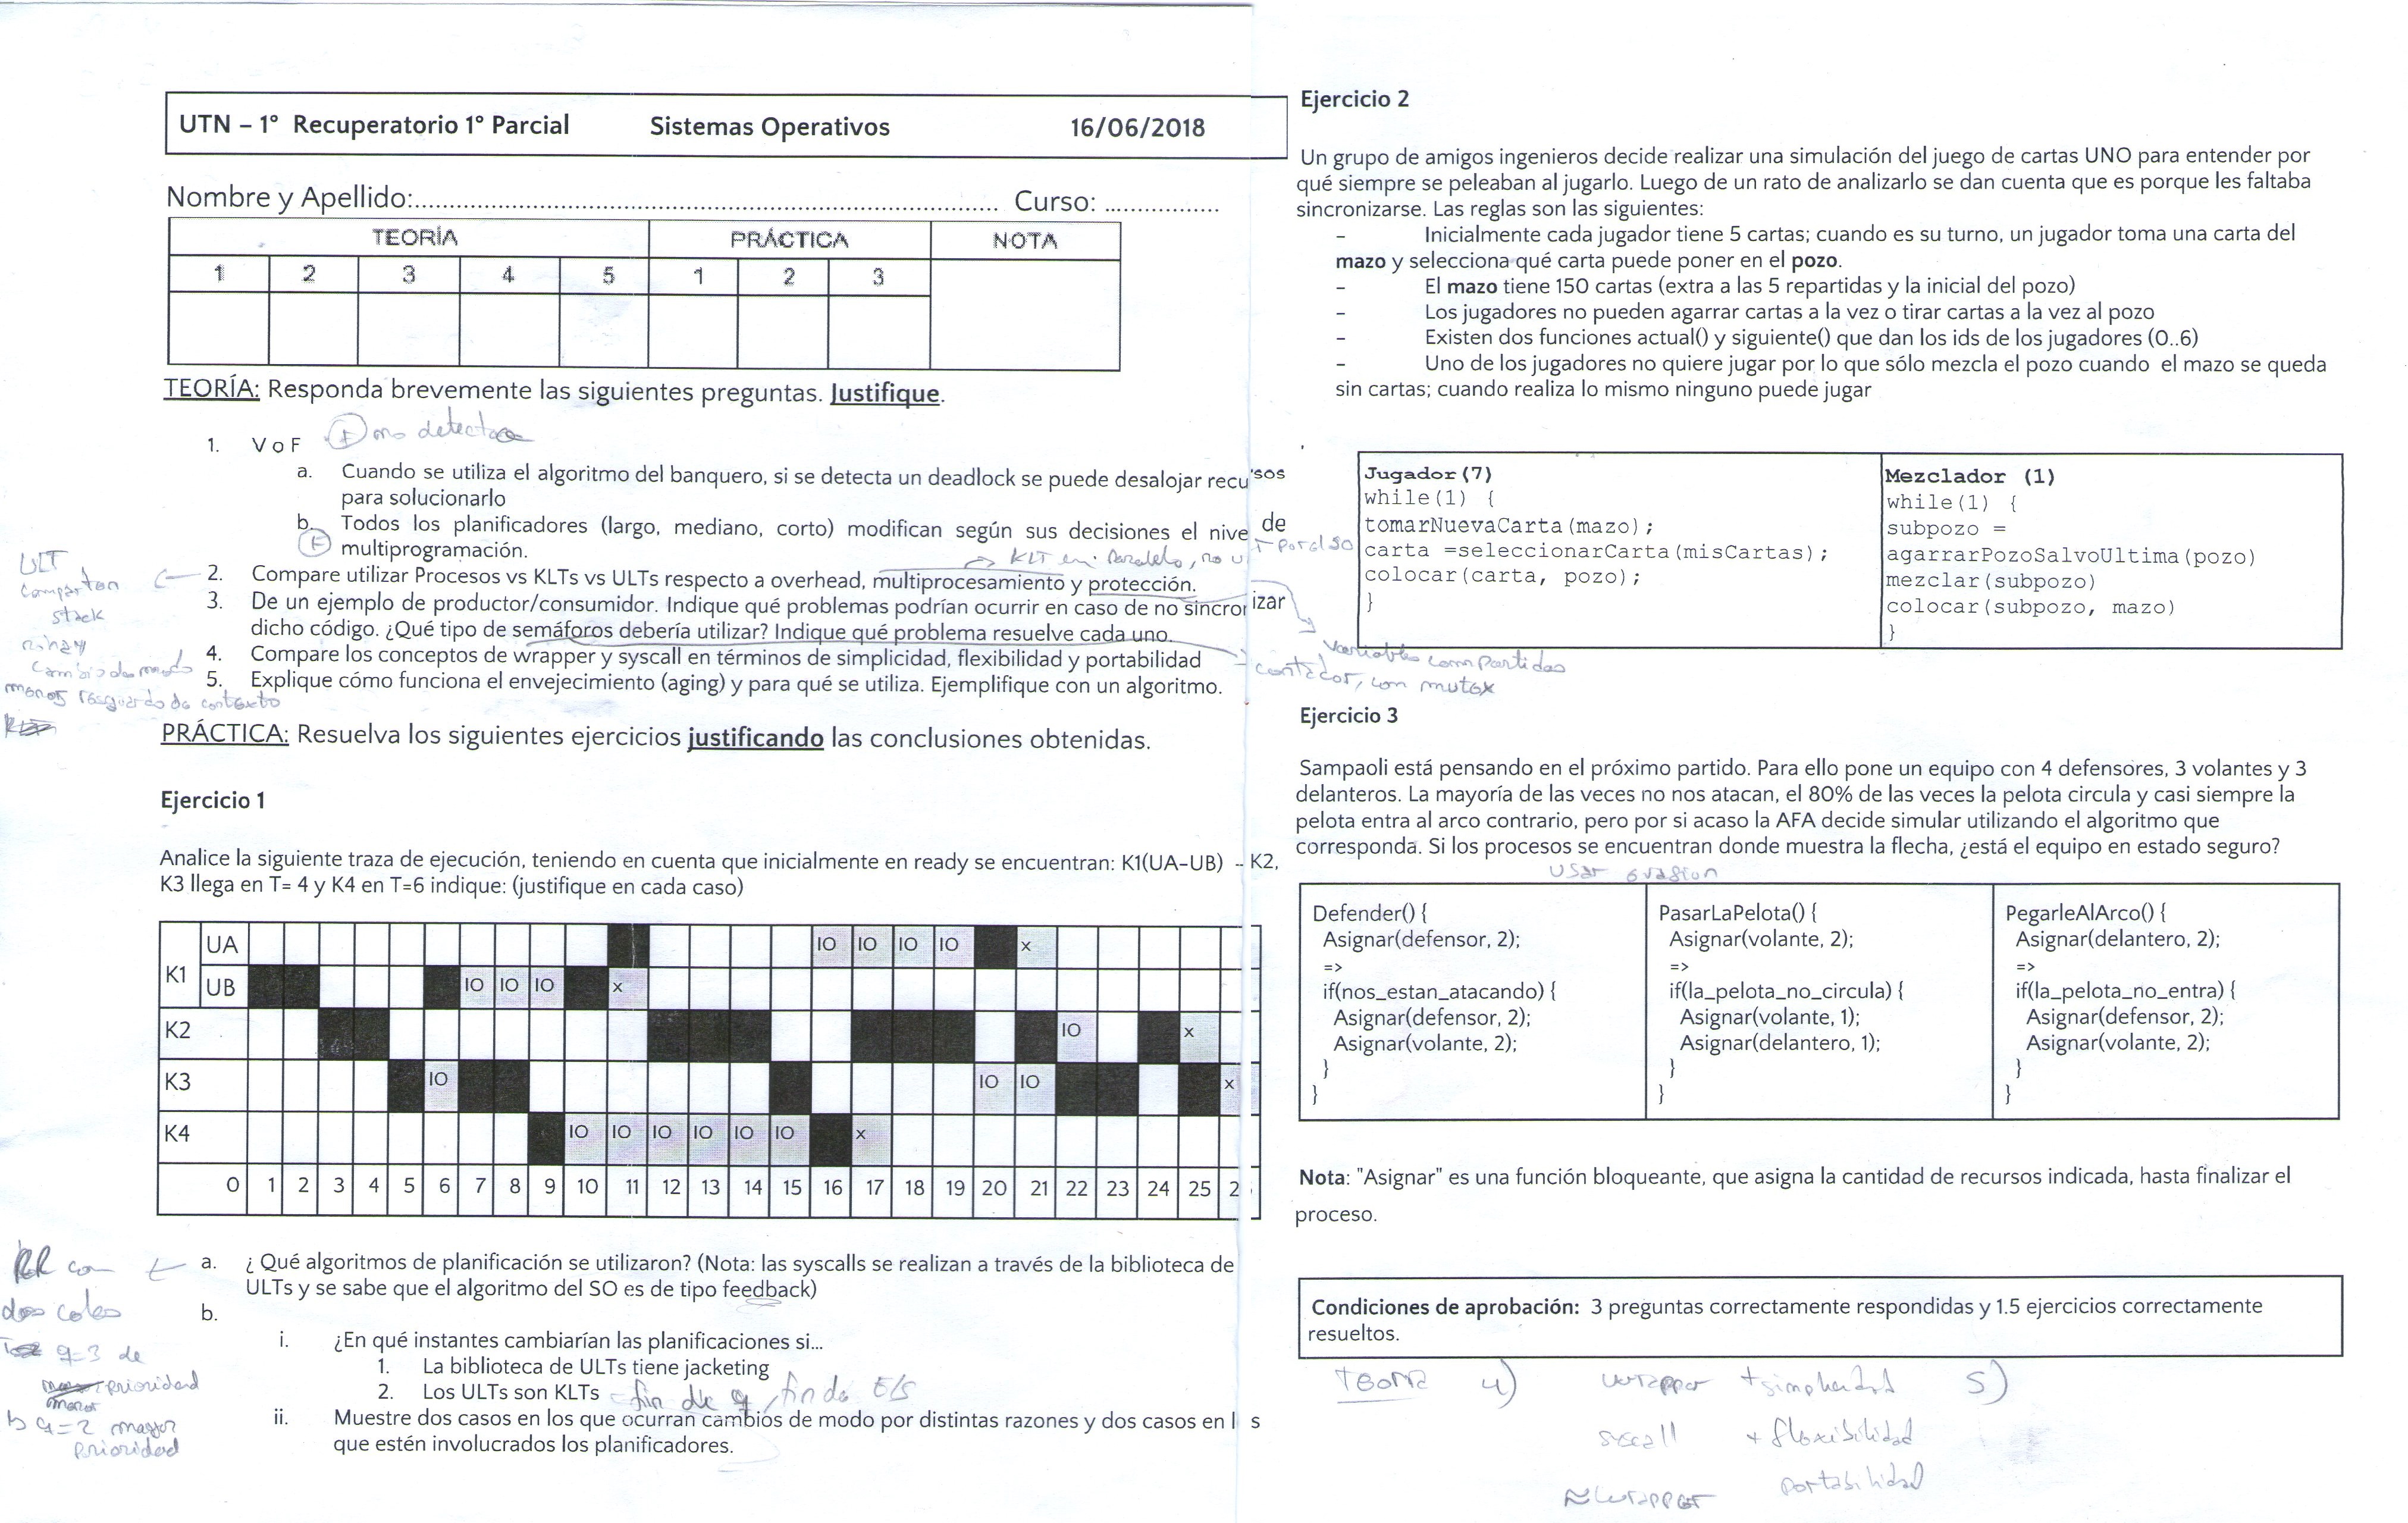 UTN – 1° Recuperatorio 1° Parcial Sistemas Operativos 16/06/2018
Nombre y Apellido:.................................................................................... Curso: ................
TEORÍA PRÁCTICA NOTA
1 2 3 4 5 1 2 3
TEORÍA: Responda brevemente las siguientes preguntas. Justifique.
1. V o F F no detecta
a. Cuando se utiliza el algoritmo del banquero, si se detecta un deadlock se puede desalojar recursos
para solucionarlo
b. Todos los planificadores (largo, mediano, corto) modifican según sus decisiones el nive de
F multiprogramación.
KLT en paralelo, no u
T por el SO
2. Compare utilizar Procesos vs KLTs vs ULTs respecto a overhead, multiprocesamiento y protección.
3. De un ejemplo de productor/consumidor. Indique qué problemas podrían ocurrir en caso de no sincronizar
dicho código. ¿Qué tipo de semáforos debería utilizar? Indique qué problema resuelve cada uno.
4. Compare los conceptos de wrapper y syscall en términos de simplicidad, flexibilidad y portabilidad
5. Explique cómo funciona el envejecimiento (aging) y para qué se utiliza. Ejemplifique con un algoritmo.
ULT
comparten
stack
cambio de modo
menos resguardo de contexto
variables compartidas
contador, con mutex
PRÁCTICA: Resuelva los siguientes ejercicios justificando las conclusiones obtenidas.
Ejercicio 1
Analice la siguiente traza de ejecución, teniendo en cuenta que inicialmente en ready se encuentran: K1(UA-UB) - K2,
K3 llega en T= 4 y K4 en T=6 indique: (justifique en cada caso)
K1 UA IO IO IO IO x
UB IO IO IO x
K2 IO x
K3 IO IO IO x
K4 IO IO IO IO IO IO x
0 1 2 3 4 5 6 7 8 9 10 11 12 13 14 15 16 17 18 19 20 21 22 23 24 25 2
a. ¿ Qué algoritmos de planificación se utilizaron? (Nota: las syscalls se realizan a través de la biblioteca de
ULTs y se sabe que el algoritmo del SO es de tipo feedback)
b.
i. ¿En qué instantes cambiarían las planificaciones si...
1. La biblioteca de ULTs tiene jacketing
2. Los ULTs son KLTs fin de q, fin de E/S
ii. Muestre dos casos en los que ocurran cambios de modo por distintas razones y dos casos en l s
que estén involucrados los planificadores.
RR con
dos colas
q=3 de
prioridad
menor
q=2 mayor
prioridad
Ejercicio 2
Un grupo de amigos ingenieros decide realizar una simulación del juego de cartas UNO para entender por
qué siempre se peleaban al jugarlo. Luego de un rato de analizarlo se dan cuenta que es porque les faltaba
sincronizarse. Las reglas son las siguientes:
– Inicialmente cada jugador tiene 5 cartas; cuando es su turno, un jugador toma una carta del
mazo y selecciona qué carta puede poner en el pozo.
– El mazo tiene 150 cartas (extra a las 5 repartidas y la inicial del pozo)
– Los jugadores no pueden agarrar cartas a la vez o tirar cartas a la vez al pozo
– Existen dos funciones actual() y siguiente() que dan los ids de los jugadores (0..6)
– Uno de los jugadores no quiere jugar por lo que sólo mezcla el pozo cuando el mazo se queda
sin cartas; cuando realiza lo mismo ninguno puede jugar
Jugador(7)
while(1) {
tomarNuevaCarta(mazo);
carta =seleccionarCarta(misCartas);
colocar(carta, pozo);
}
Mezclador (1)
while(1) {
subpozo =
agarrarPozoSalvoUltima(pozo)
mezclar(subpozo)
colocar(subpozo, mazo)
}
Ejercicio 3
Sampaoli está pensando en el próximo partido. Para ello pone un equipo con 4 defensores, 3 volantes y 3
delanteros. La mayoría de las veces no nos atacan, el 80% de las veces la pelota circula y casi siempre la
pelota entra al arco contrario, pero por si acaso la AFA decide simular utilizando el algoritmo que
corresponda. Si los procesos se encuentran donde muestra la flecha, ¿está el equipo en estado seguro?
usar evasion
Defender() {
Asignar(defensor, 2);
=>
if(nos_estan_atacando) {
Asignar(defensor, 2);
Asignar(volante, 2);
}
}
PasarLaPelota() {
Asignar(volante, 2);
=>
if(la_pelota_no_circula) {
Asignar(volante, 1);
Asignar(delantero, 1);
}
}
PegarleAlArco() {
Asignar(delantero, 2);
=>
if(la_pelota_no_entra) {
Asignar(defensor, 2);
Asignar(volante, 2);
}
}
Nota: "Asignar" es una función bloqueante, que asigna la cantidad de recursos indicada, hasta finalizar el
proceso.
Condiciones de aprobación: 3 preguntas correctamente respondidas y 1.5 ejercicios correctamente
resueltos.
TEORIA 4) wrapper +simplicidad 5)
syscall + flexibilidad
wrapper portabilidad